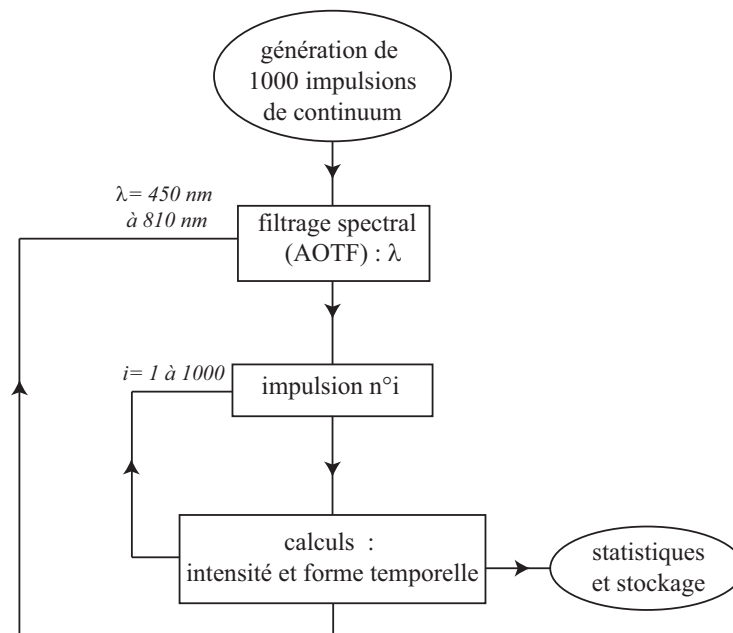 génération de
1000 impulsions
de continuum
λ= 450 nm
à 810 nm
filtrage spectral
(AOTF) : λ
i= 1 à 1000
impulsion n°i
calculs :
intensité et forme temporelle
statistiques
et stockage